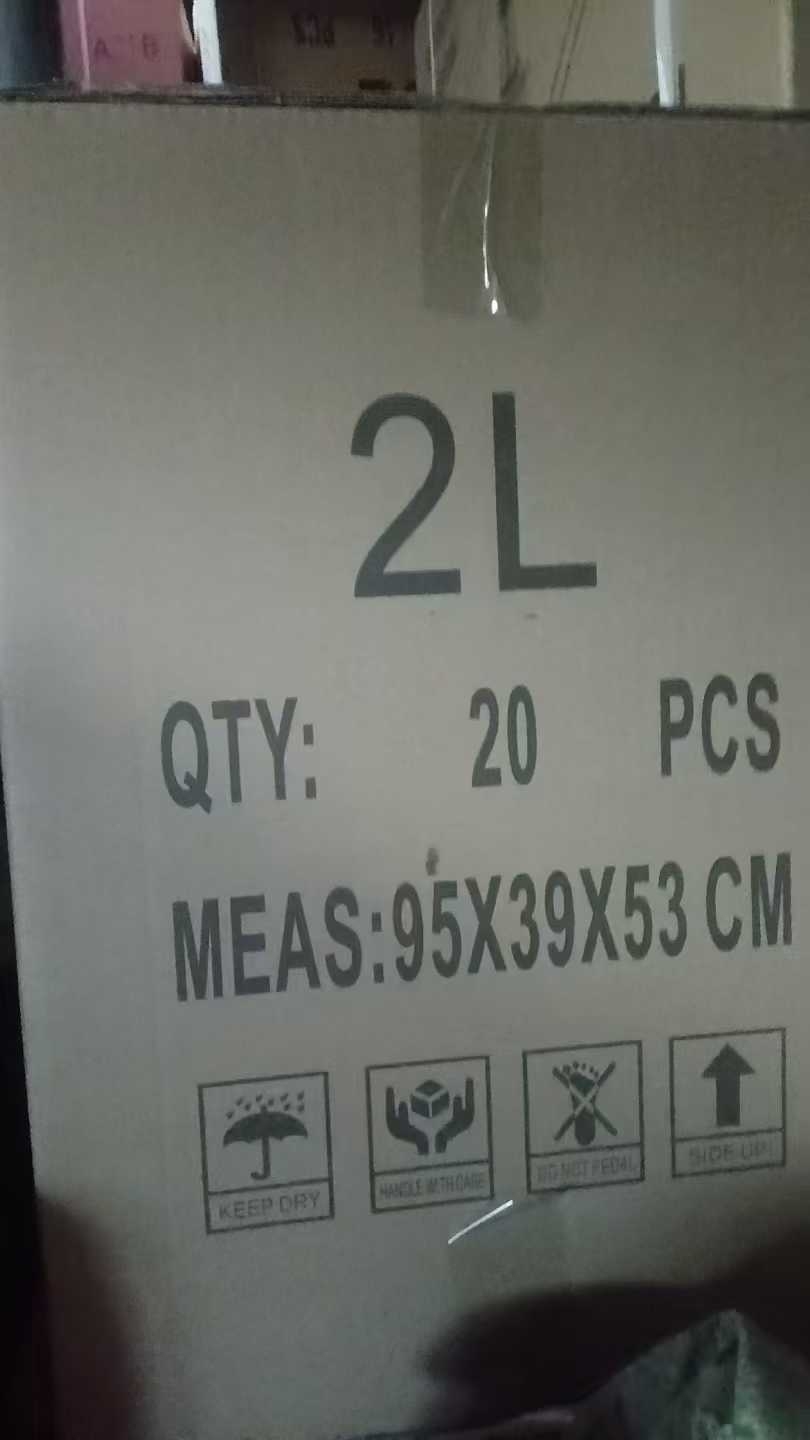 2L
QTY: 20 PCS
MEAS:95X39X53 CM
KEEP DRY
HANDLE WITH CARE
DO NOT PEDAL
SIDE UP!